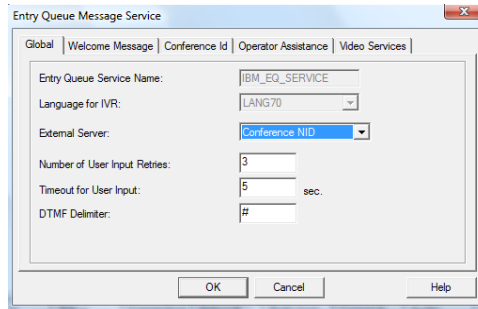 Entry Queue Message Service
Global Welcome Message Conference Id Operator Assistance Video Services
Entry Queue Service Name: IBM_EQ_SERVICE
Language for IVR: LANG70
External Server: Conference NID
Number of User Input Retries: 3
Timeout for User Input: 5 sec.
DTMF Delimiter: #
OK Cancel Help